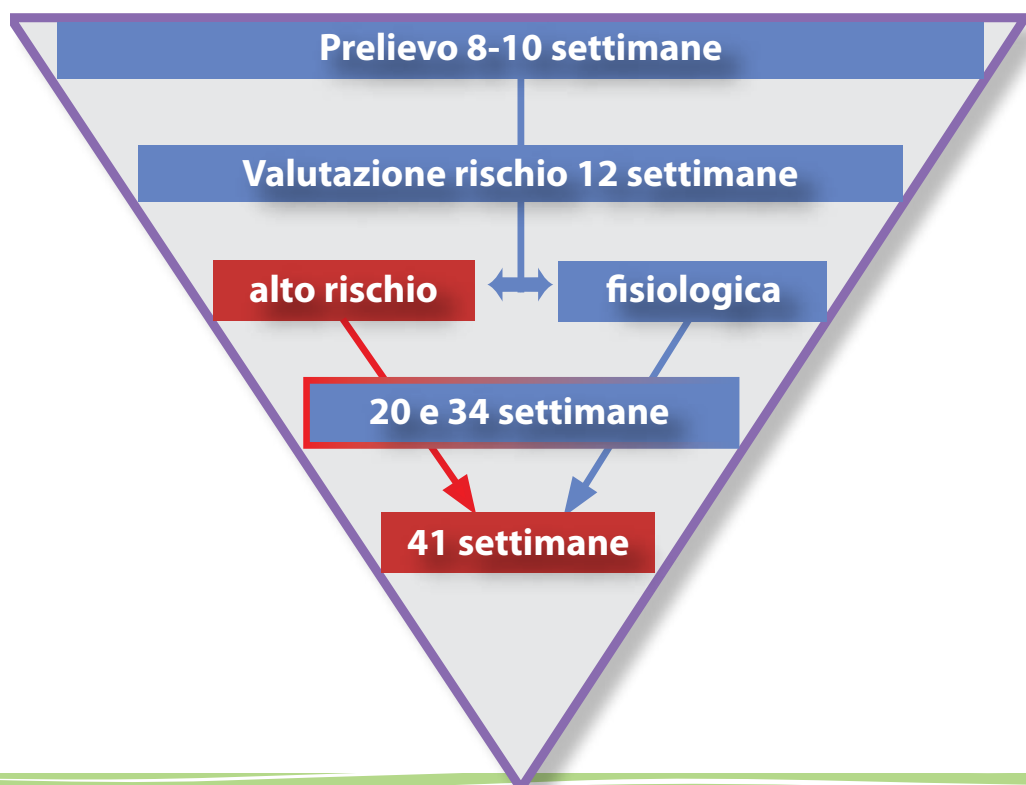 Prelievo 8-10 settimane
Valutazione rischio 12 settimane
alto rischio
fisiologica
20 e 34 settimane
41 settimane